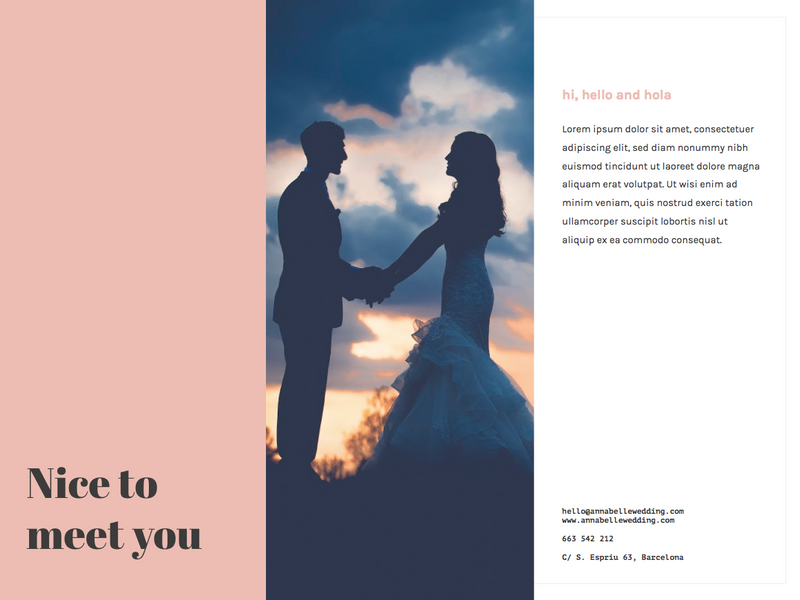 Nice to
meet you
hi, hello and hola
Lorem ipsum dolor sit amet, consectetuer
adipiscing elit, sed diam nonummy nibh
euismod tincidunt ut laoreet dolore magna
aliquam erat volutpat. Ut wisi enim ad
minim veniam, quis nostrud exerci tation
ullamcorper suscipit lobortis nisl ut
aliquip ex ea commodo consequat.
hello@annabellewedding.com
www.annabellewedding.com
663 542 212
C/ S. Espriu 63, Barcelona